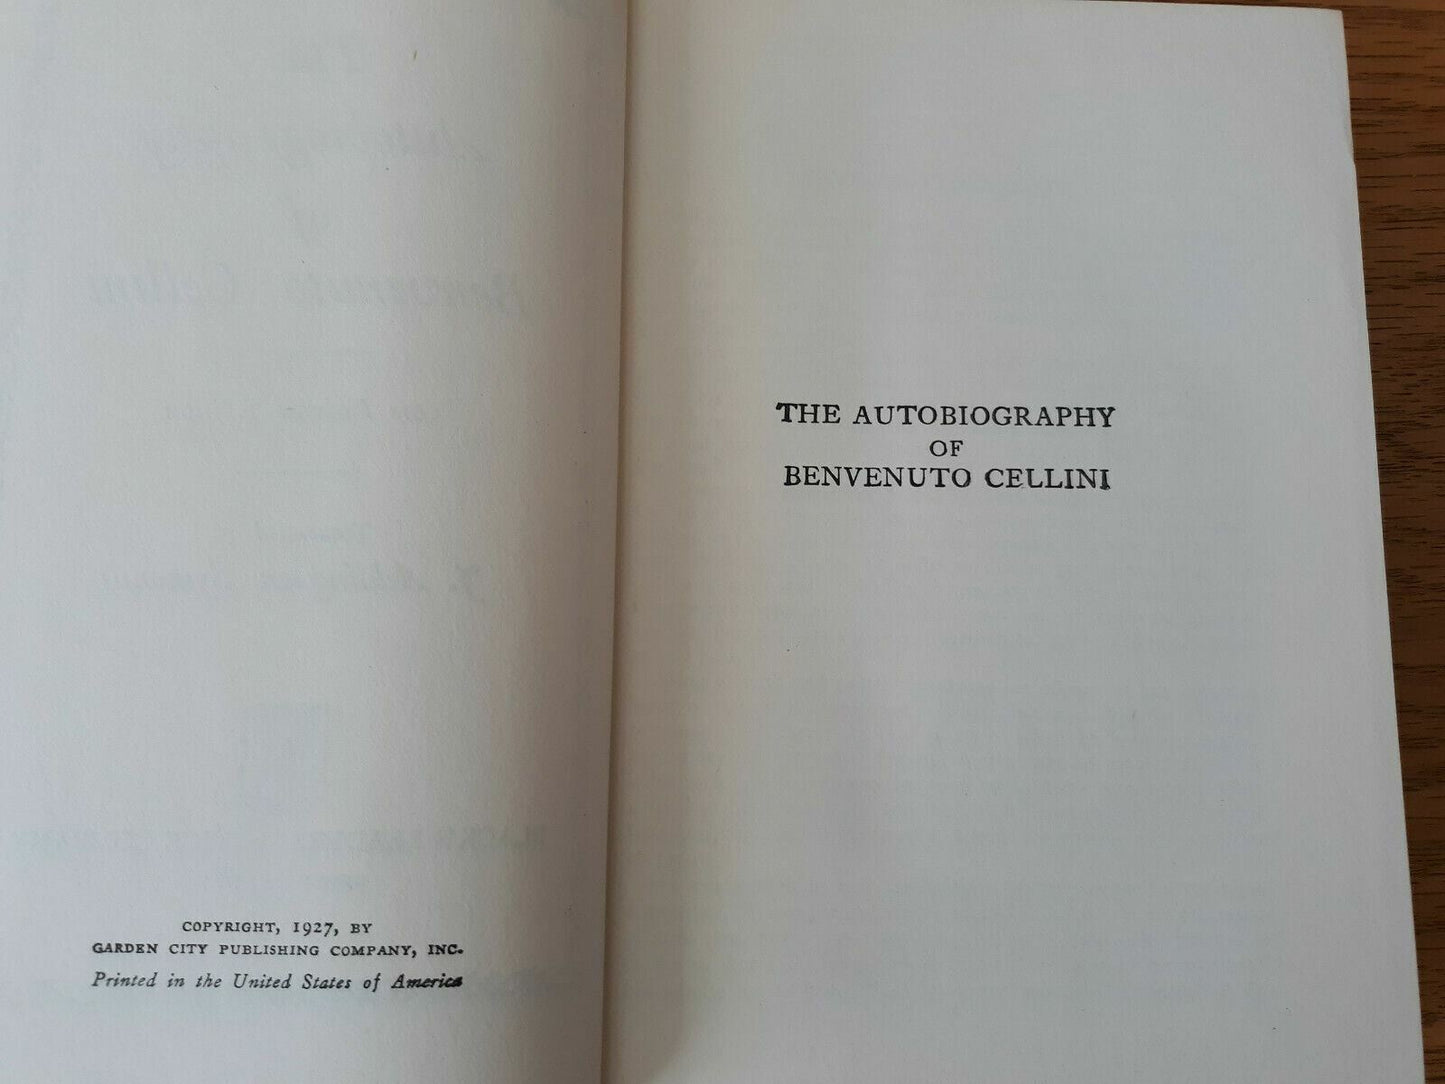 COPYRIGHT, 1927, BY
GARDEN CITY PUBLISHING COMPANY, INC.
Printed in the United States of America
THE AUTOBIOGRAPHY
OF
BENVENUTO CELLINI